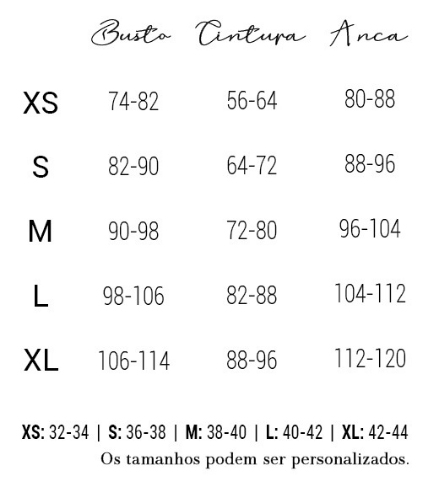 Busto Cintura Anca
XS 74-82 56-64 80-88
S 82-90 64-72 88-96
M 90-98 72-80 96-104
L 98-106 82-88 104-112
XL 106-114 88-96 112-120
XS: 32-34 | S: 36-38 | M: 38-40 | L: 40-42 | XL: 42-44
Os tamanhos podem ser personalizados.